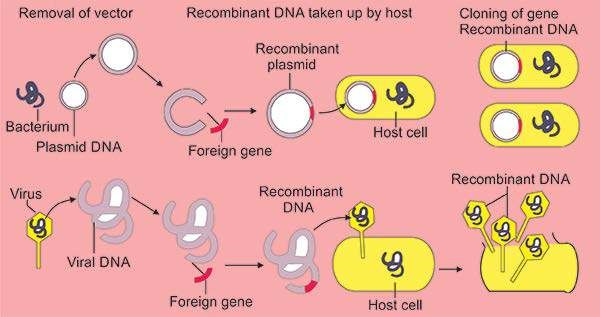 Removal of vector
Recombinant DNA taken up by host
Cloning of gene
Recombinant DNA
Recombinant
plasmid
Bacterium
Plasmid DNA
Foreign gene
Host cell
Virus
Recombinant
DNA
Recombinant DNA
Viral DNA
Foreign gene
Host cell